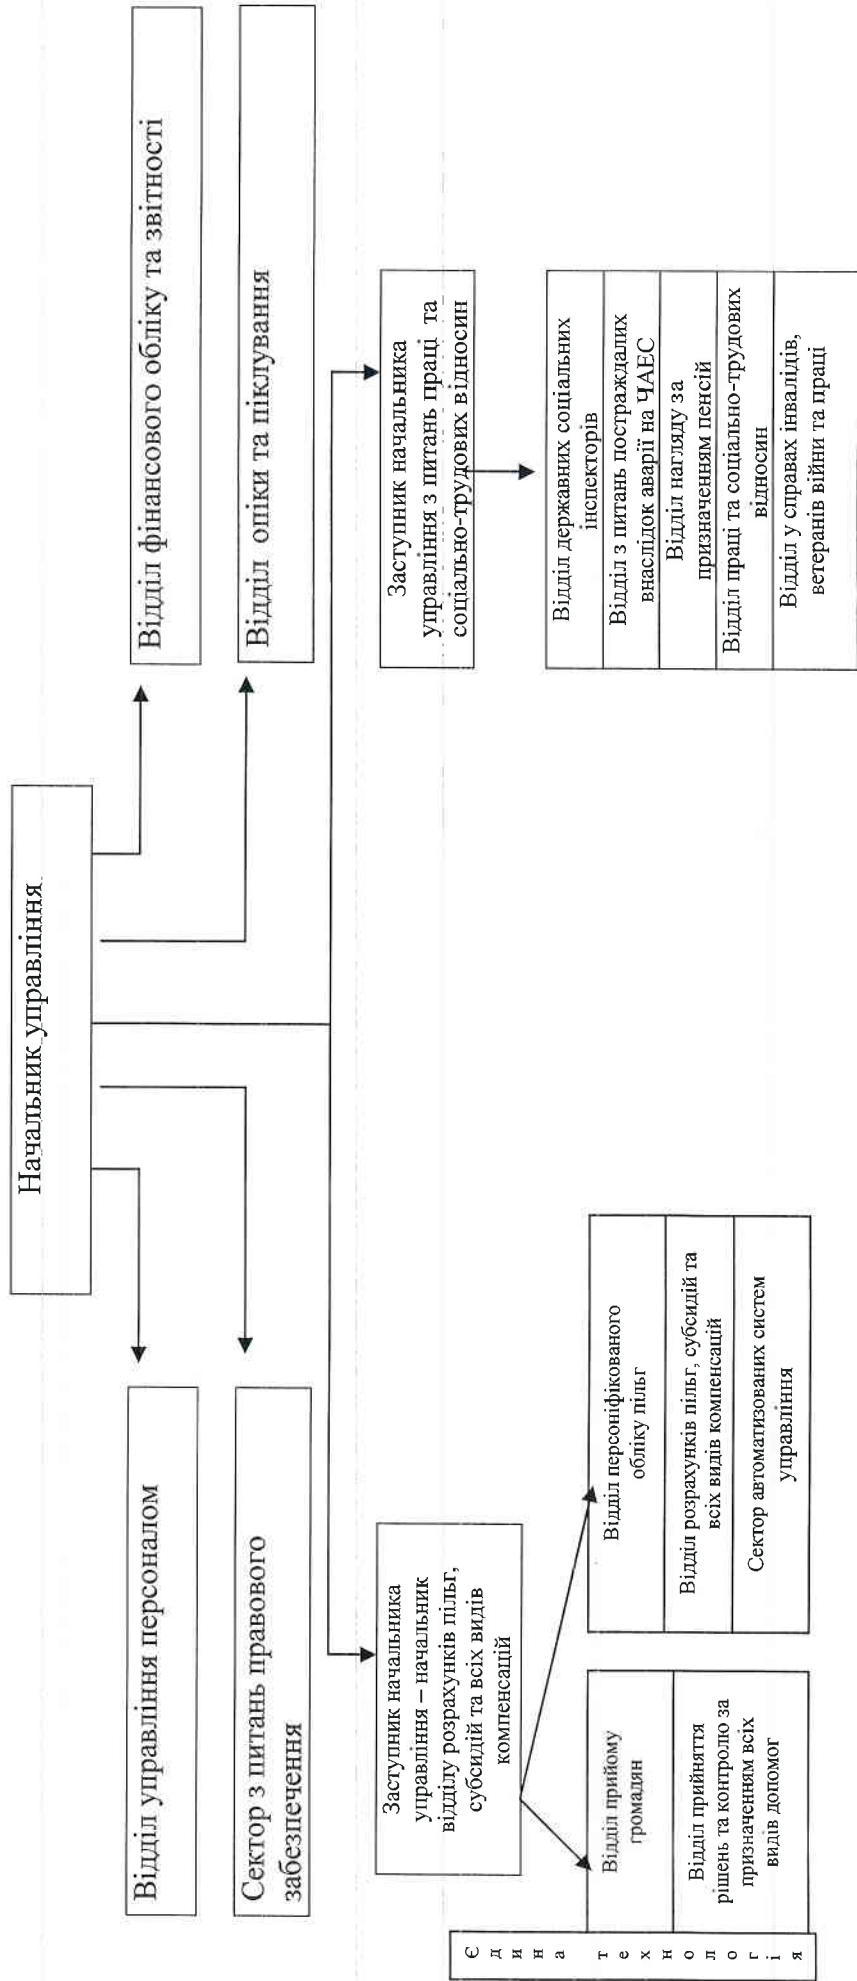 Начальник управління
Відділ управління персоналом
Відділ фінансового обліку та звітності
Сектор з питань правового
забезпечення
Відділ опіки та піклування
Заступник начальника
управління – начальник
відділу розрахунків пільг,
субсидій та всіх видів
компенсацій
Заступник начальника
управління з питань праці та
соціально-трудових відносин
Єдина технологія
Відділ прийому
громадян
Відділ прийняття
рішень та контролю за
призначенням всіх
видів допомог
Відділ персоніфікованого
обліку пільг
Відділ розрахунків пільг, субсидій та
всіх видів компенсацій
Сектор автоматизованих систем
управління
Відділ державних соціальних
інспекторів
Відділ з питань постраждалих
внаслідок аварії на ЧАЕС
Відділ нагляду за
призначенням пенсій
Відділ праці та соціально-трудових
відносин
Відділ у справах інвалідів,
ветеранів війни та праці